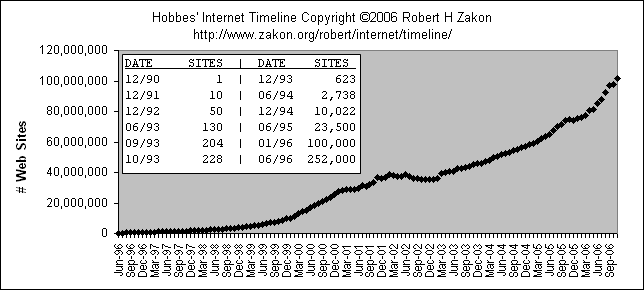 Hobbes' Internet Timeline Copyright ©2006 Robert H Zakon
http://www.zakon.org/robert/internet/timeline/
# Web Sites
120,000,000
100,000,000
80,000,000
60,000,000
40,000,000
20,000,000
0
DATE SITES | DATE SITES
12/90 1 | 12/93 623
12/91 10 | 06/94 2,738
12/92 50 | 12/94 10,022
06/93 130 | 06/95 23,500
09/93 204 | 01/96 100,000
10/93 228 | 06/96 252,000
Jun-96 Sep-96 Dec-96 Mar-97 Jun-97 Sep-97 Dec-97 Mar-98 Jun-98 Sep-98 Dec-98 Mar-99 Jun-99 Sep-99 Dec-99 Mar-00 Jun-00 Sep-00 Dec-00 Mar-01 Jun-01 Sep-01 Dec-01 Mar-02 Jun-02 Sep-02 Dec-02 Mar-03 Jun-03 Sep-03 Dec-03 Mar-04 Jun-04 Sep-04 Dec-04 Mar-05 Jun-05 Sep-05 Dec-05 Mar-06 Jun-06 Sep-06